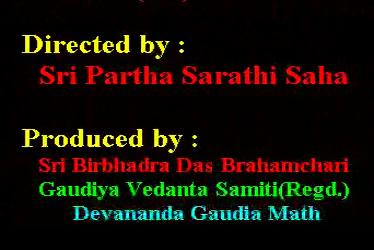 Directed by :
Sri Partha Sarathi Saha
Produced by :
Sri Birbhadra Das Brahamchari
Gaudiya Vedanta Samiti(Regd.)
Devananda Gaudia Math